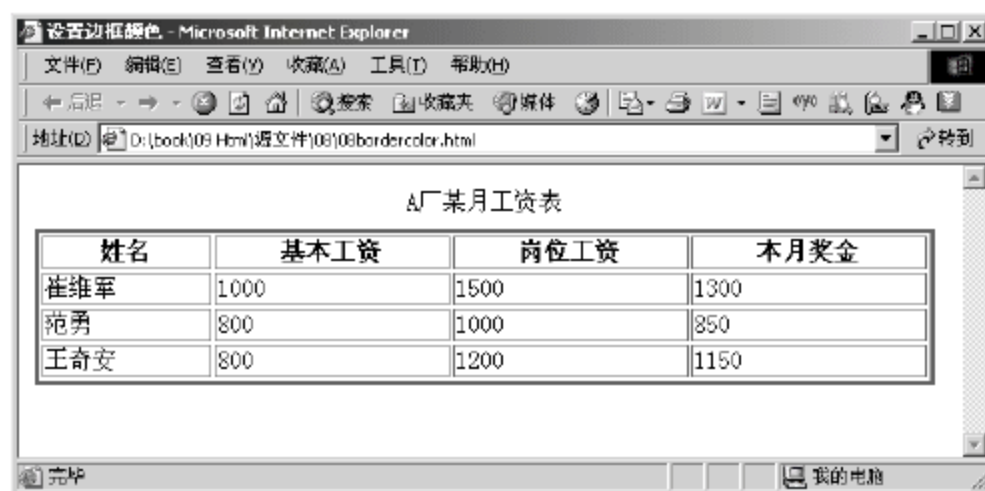 设置边框颜色 - Microsoft Internet Explorer
文件(F) 编辑(E) 查看(V) 收藏(A) 工具(T) 帮助(H)
后退 搜索 收藏夹 媒体
地址(D) D:\book\09 Html\源文件\08\08bordercolor.html 转到
A厂某月工资表
姓名 基本工资 岗位工资 本月奖金
崔维军 1000 1500 1300
范勇 800 1000 850
王奇安 800 1200 1150
完毕 我的电脑